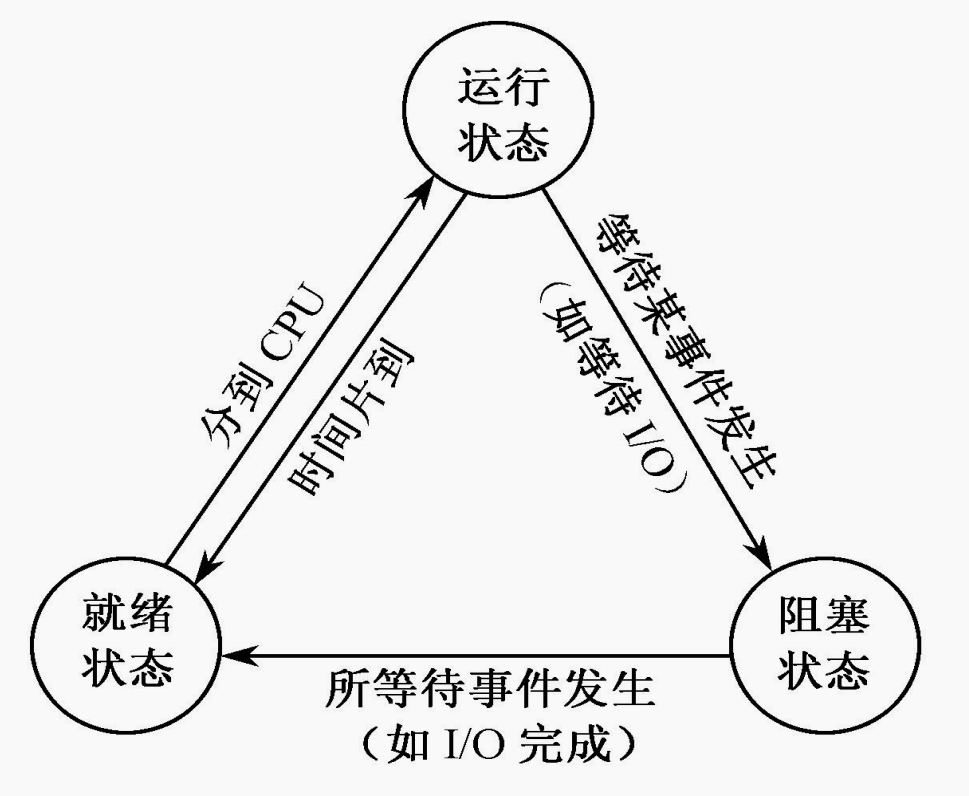 运行
状态
等待某事件发生
（如等待 I/O）
分到 CPU
时间片到
就绪
状态
阻塞
状态
所等待事件发生
（如 I/O 完成）